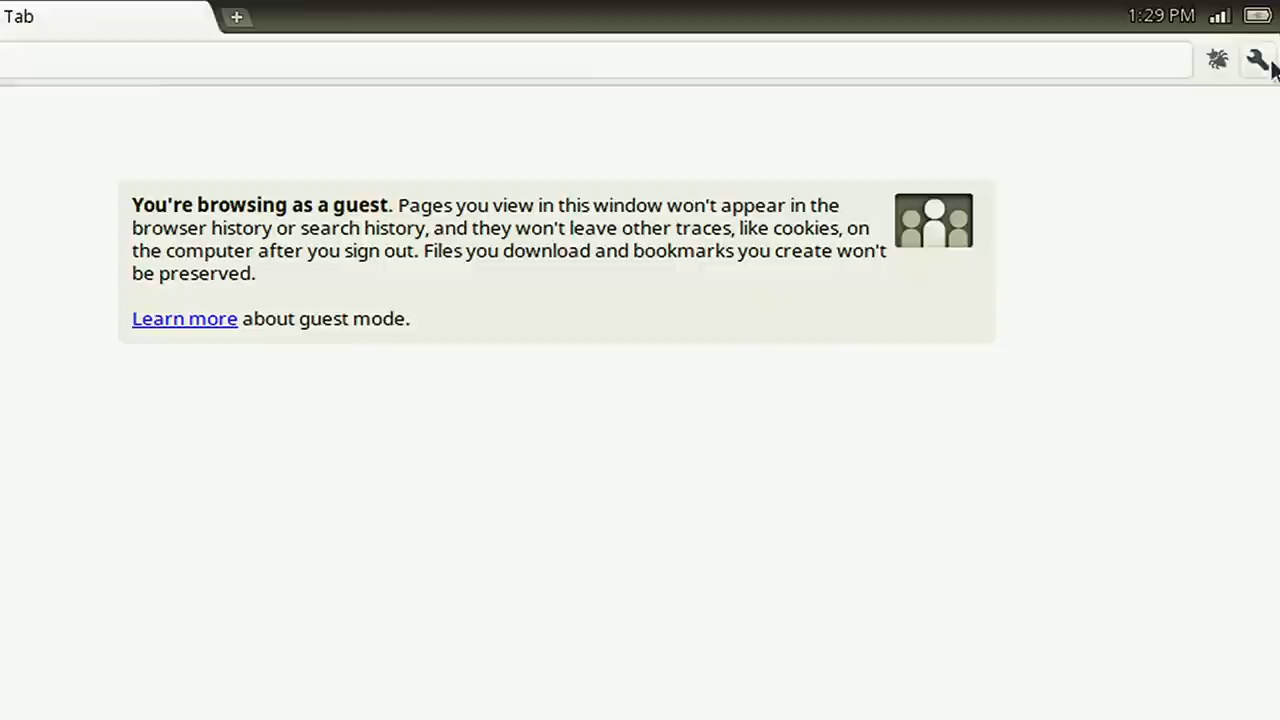 Tab
1:29 PM
You're browsing as a guest. Pages you view in this window won't appear in the
browser history or search history, and they won't leave other traces, like cookies, on
the computer after you sign out. Files you download and bookmarks you create won't
be preserved.
Learn more about guest mode.